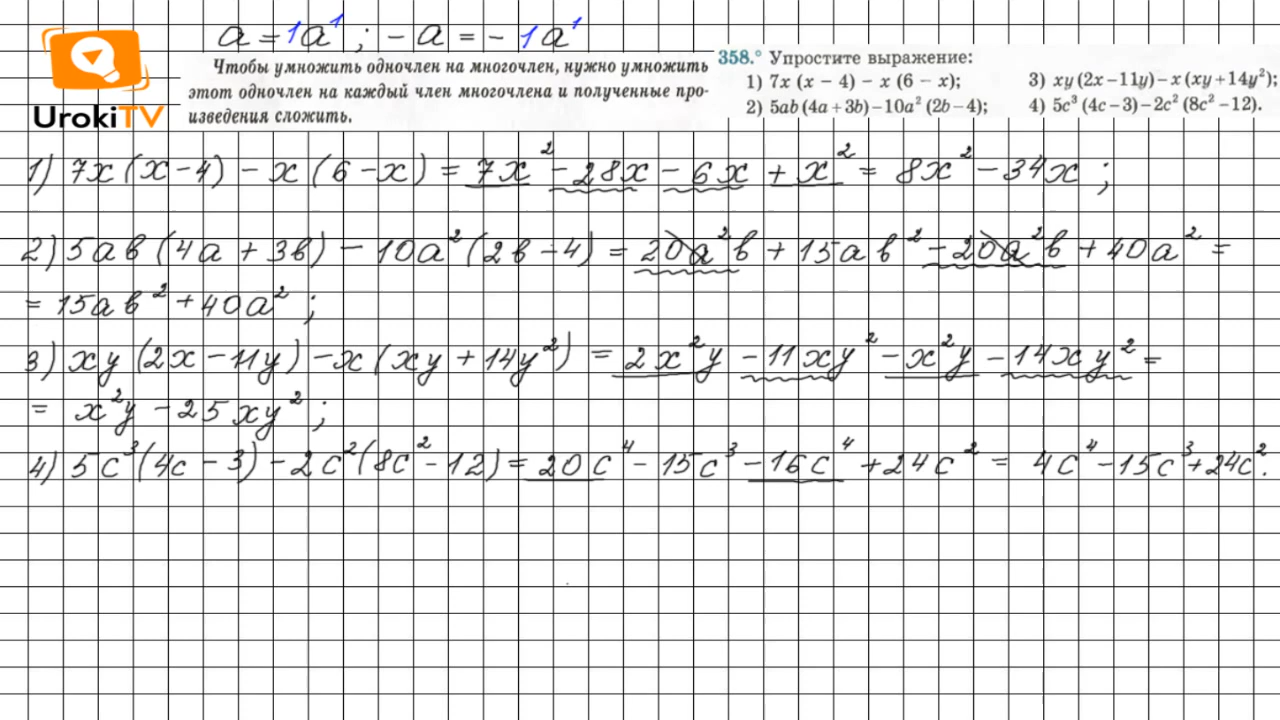 a = 1a¹ ; - a = - 1a¹
UrokiTV
Чтобы умножить одночлен на многочлен, нужно умножить
этот одночлен на каждый член многочлена и полученные про-
изведения сложить.
358.° Упростите выражение:
1) 7x (x − 4) − x (6 − x);
2) 5ab (4a + 3b) − 10a² (2b − 4);
3) xy (2x − 11y) − x (xy + 14y²);
4) 5c³ (4c − 3) − 2c² (8c² − 12).
1) 7x (x − 4) − x (6 − x) = 7x² − 28x − 6x + x² = 8x² − 34x ;
2) 5ab (4a + 3b) − 10a² (2b − 4) = 20a²b + 15ab² − 20a²b + 40a² =
= 15ab² + 40a² ;
3) xy (2x − 11y) − x (xy + 14y²) = 2x²y − 11xy² − x²y − 14xy² =
= x²y − 25xy² ;
4) 5c³ (4c − 3) − 2c² (8c² − 12) = 20c⁴ − 15c³ − 16c⁴ + 24c² = 4c⁴ − 15c³ + 24c².